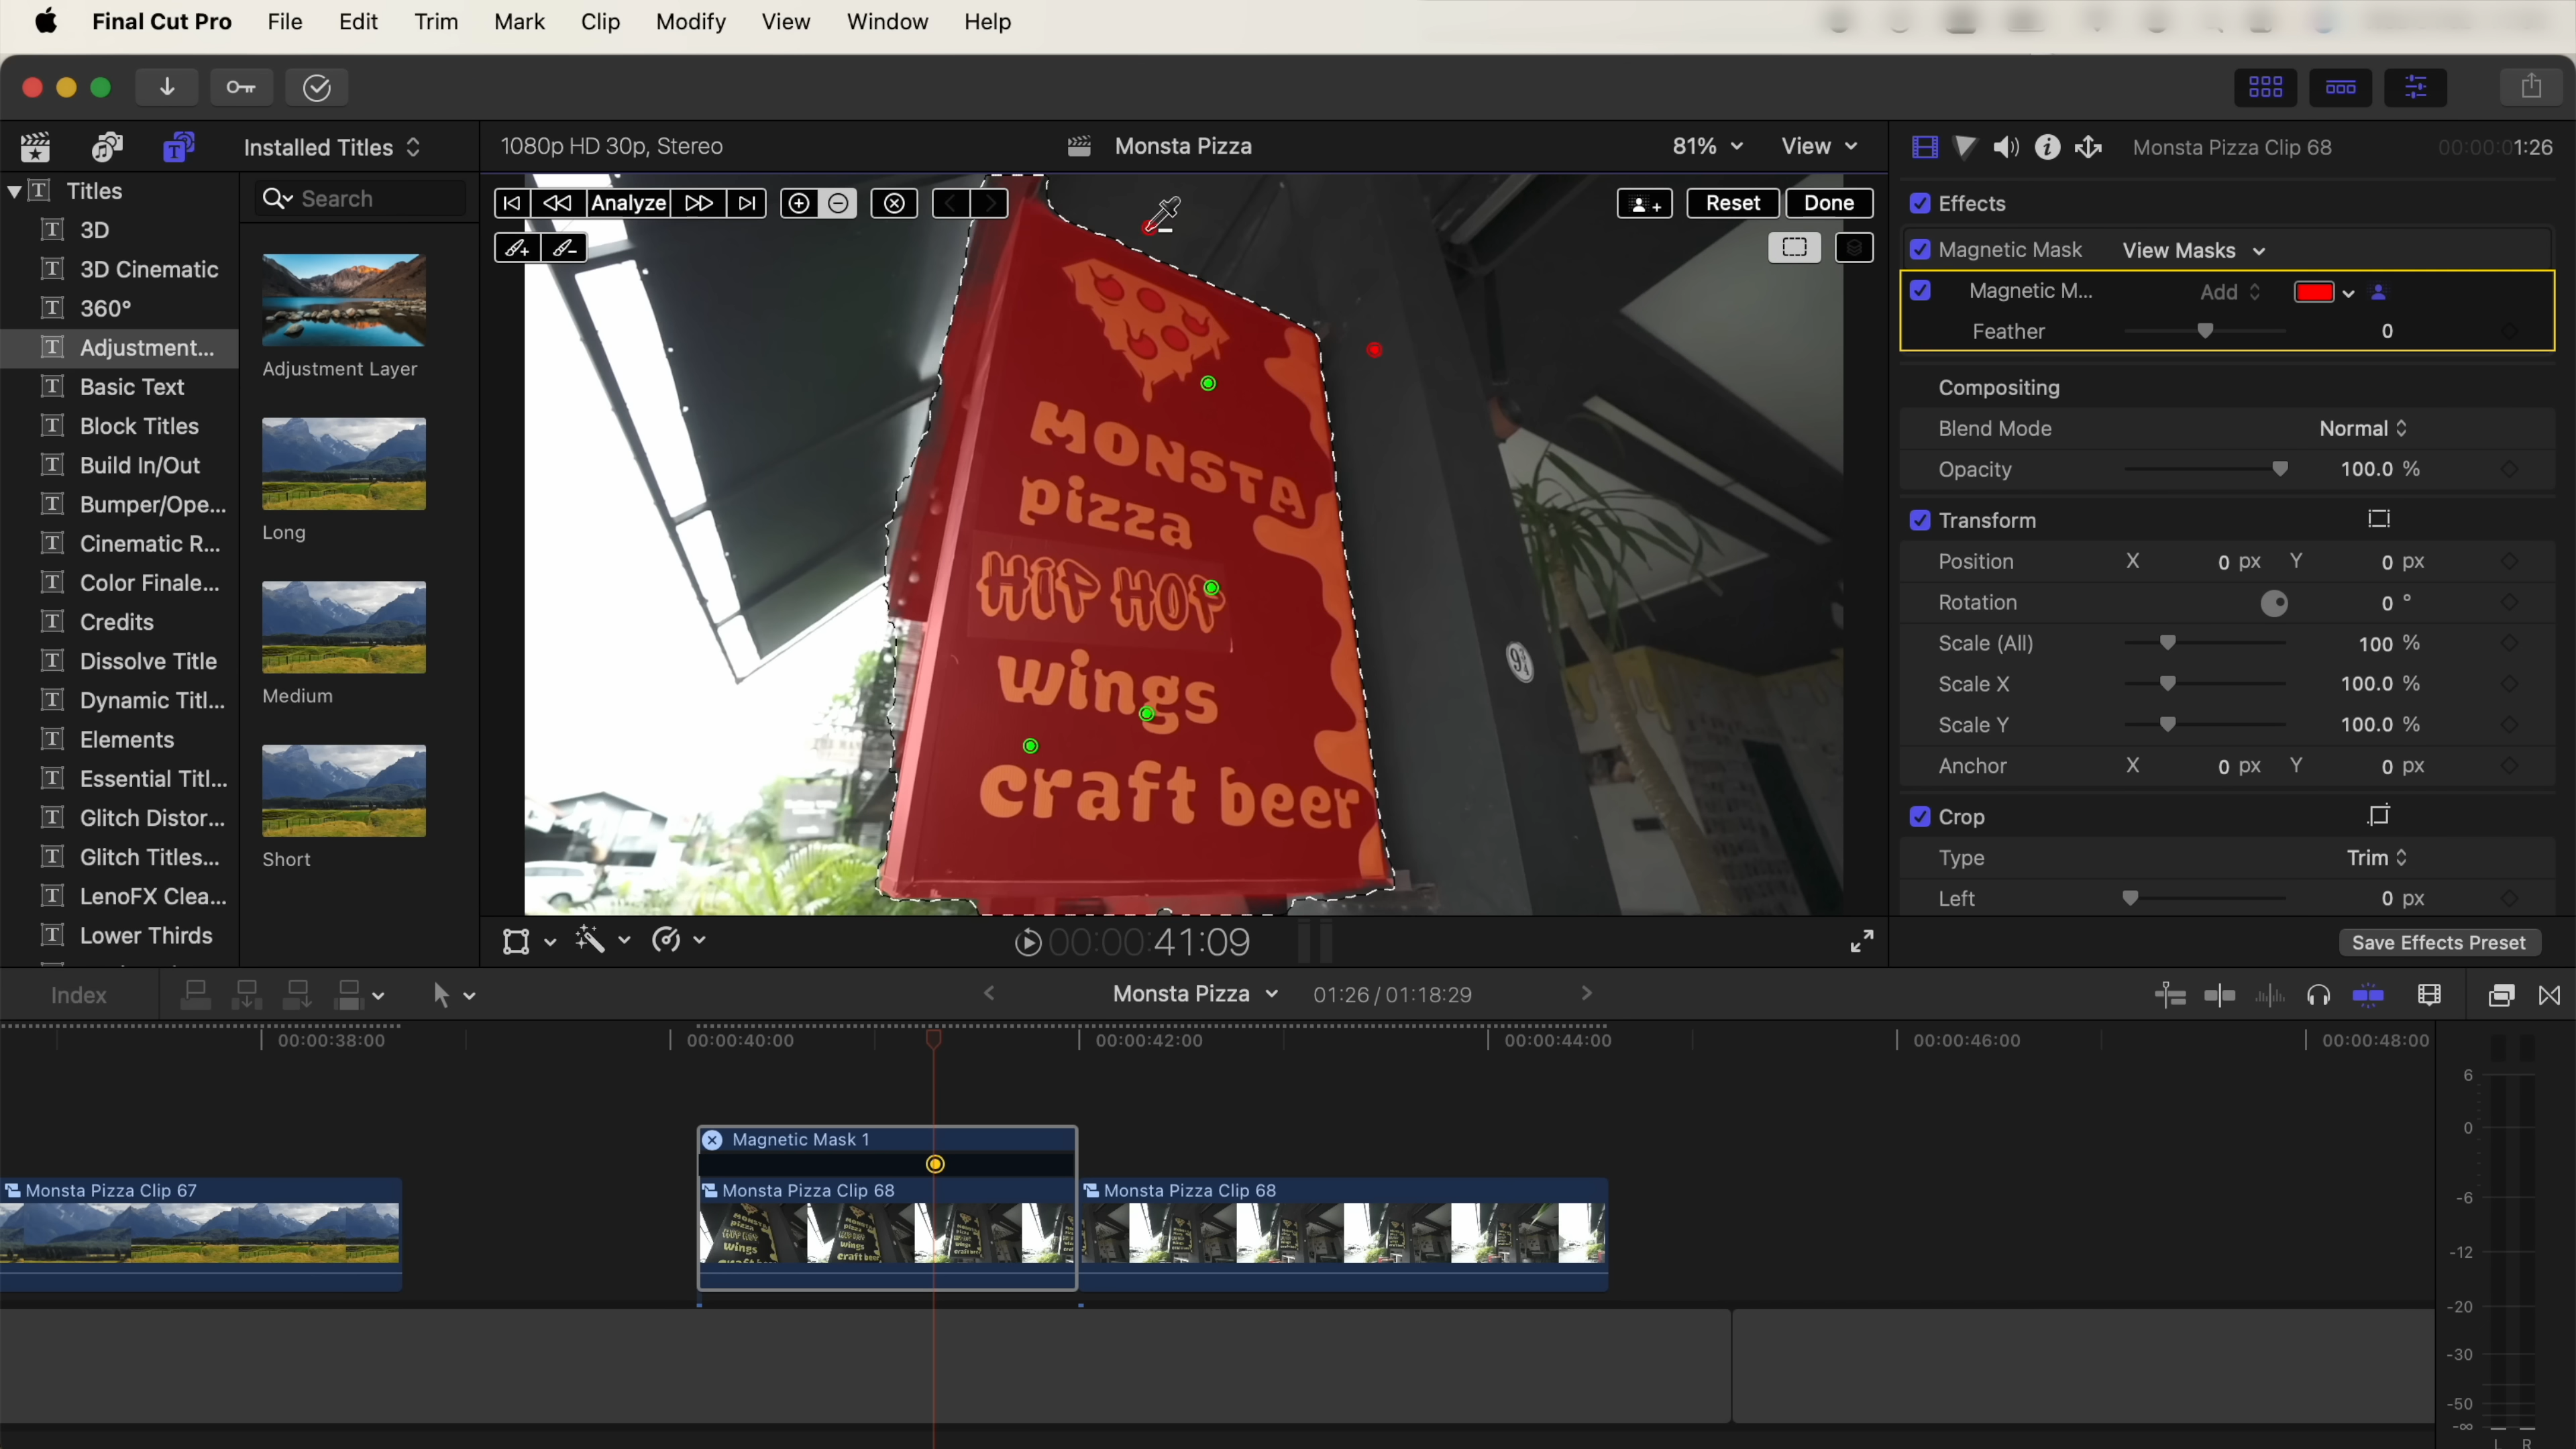 Final Cut Pro File Edit Trim Mark Clip Modify View Window Help
Installed Titles
1080p HD 30p, Stereo
Monsta Pizza
81%
View
Monsta Pizza Clip 68
00:00:01:26
Titles
3D
3D Cinematic
360°
Adjustment...
Basic Text
Block Titles
Build In/Out
Bumper/Ope...
Cinematic R...
Color Finale...
Credits
Dissolve Title
Dynamic Titl...
Elements
Essential Titl...
Glitch Distor...
Glitch Titles...
LenoFX Clea...
Lower Thirds
Search
Adjustment Layer
Long
Medium
Short
Analyze
Reset
Done
MONSTA
pizza
HIP HOP
wings
craft beer
00:00:41:09
Effects
Magnetic Mask View Masks
Magnetic M... Add
Feather 0
Compositing
Blend Mode Normal
Opacity 100.0 %
Transform
Position X 0 px Y 0 px
Rotation 0 °
Scale (All) 100 %
Scale X 100.0 %
Scale Y 100.0 %
Anchor X 0 px Y 0 px
Crop
Type Trim
Left 0 px
Save Effects Preset
Index
Monsta Pizza
01:26 / 01:18:29
00:00:38:00
00:00:40:00
00:00:42:00
00:00:44:00
00:00:46:00
00:00:48:00
Magnetic Mask 1
Monsta Pizza Clip 67
Monsta Pizza Clip 68
Monsta Pizza Clip 68
6
0
-6
-12
-20
-30
-50
-∞
L R